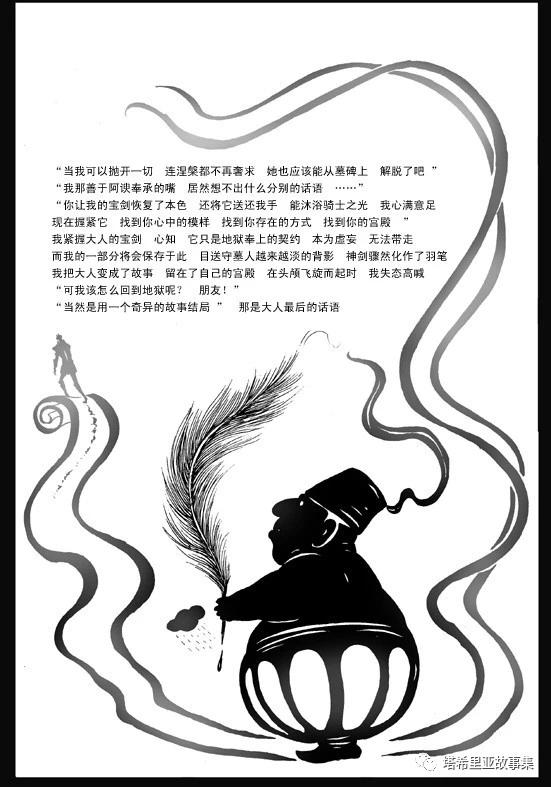 “当我可以抛开一切　连涅槃都不再奢求　她也应该能从墓碑上　解脱了吧 ”
“我那善于阿谀奉承的嘴　居然想不出什么分别的话语　……”
“你让我的宝剑恢复了本色　还将它送还我手　能沐浴骑士之光　我心满意足
现在握紧它　找到你心中的模样　找到你存在的方式　找到你的宫殿　”
我紧握大人的宝剑　心知　它只是地狱奉上的契约　本为虚妄　无法带走
而我的一部分将会保存于此　目送守墓人越来越淡的背影　神剑骤然化作了羽笔
我把大人变成了故事　留在了自己的宫殿　在头颅飞旋而起时　我失态高喊
“可我该怎么回到地狱呢？　朋友！”
“当然是用一个奇异的故事结局 ”　那是大人最后的话语
塔希里亚故事集